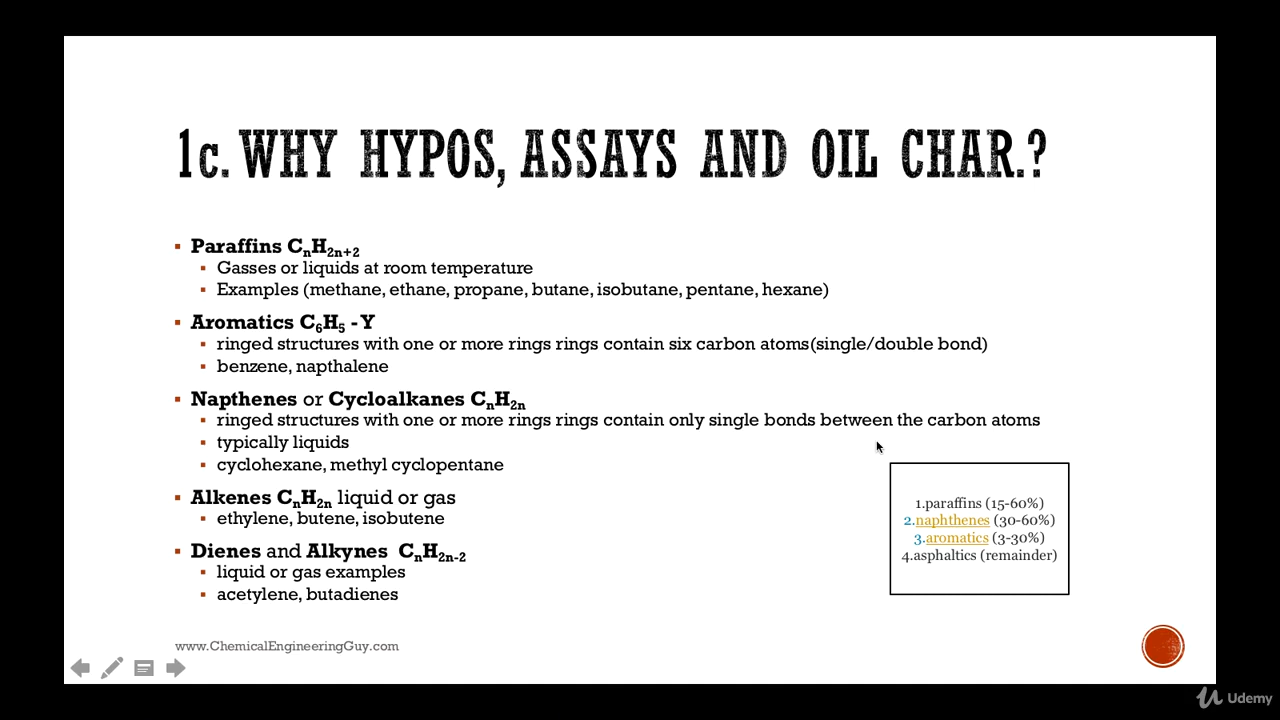 1c. WHY HYPOS, ASSAYS AND OIL CHAR.?
▪ Paraffins CₙH₂ₙ₊₂
▪ Gasses or liquids at room temperature
▪ Examples (methane, ethane, propane, butane, isobutane, pentane, hexane)
▪ Aromatics C₆H₅ - Y
▪ ringed structures with one or more rings rings contain six carbon atoms(single/double bond)
▪ benzene, napthalene
▪ Napthenes or Cycloalkanes CₙH₂ₙ
▪ ringed structures with one or more rings rings contain only single bonds between the carbon atoms
▪ typically liquids
▪ cyclohexane, methyl cyclopentane
▪ Alkenes CₙH₂ₙ liquid or gas
▪ ethylene, butene, isobutene
▪ Dienes and Alkynes CₙH₂ₙ₋₂
▪ liquid or gas examples
▪ acetylene, butadienes
1.paraffins (15-60%)
2.naphthenes (30-60%)
3.aromatics (3-30%)
4.asphaltics (remainder)
www.ChemicalEngineeringGuy.com
Udemy